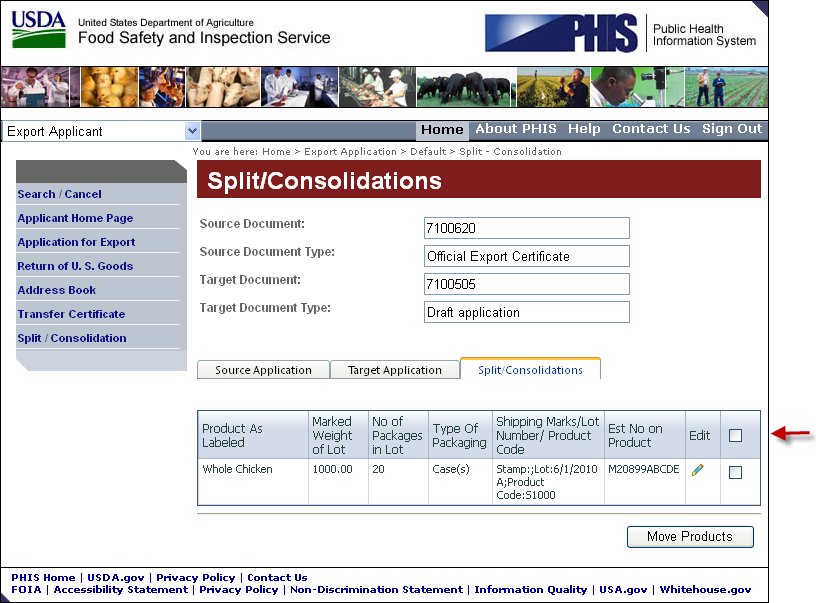 USDA
United States Department of Agriculture
Food Safety and Inspection Service
PHIS
Public Health
Information System
Export Applicant
Home About PHIS Help Contact Us Sign Out
You are here: Home > Export Application > Default > Split - Consolidation
Search / Cancel
Applicant Home Page
Application for Export
Return of U. S. Goods
Address Book
Transfer Certificate
Split / Consolidation
Split/Consolidations
Source Document: 7100620
Source Document Type: Official Export Certificate
Target Document: 7100505
Target Document Type: Draft application
Source Application Target Application Split/Consolidations
Product As
Labeled
Marked
Weight
of Lot
No of
Packages
in Lot
Type Of
Packaging
Shipping Marks/Lot
Number/ Product
Code
Est No on
Product
Edit
Whole Chicken
1000.00
20
Case(s)
Stamp:;Lot:6/1/2010
A;Product
Code:S1000
M20899ABCDE
Move Products
PHIS Home | USDA.gov | Privacy Policy | Contact Us
FOIA | Accessibility Statement | Privacy Policy | Non-Discrimination Statement | Information Quality | USA.gov | Whitehouse.gov